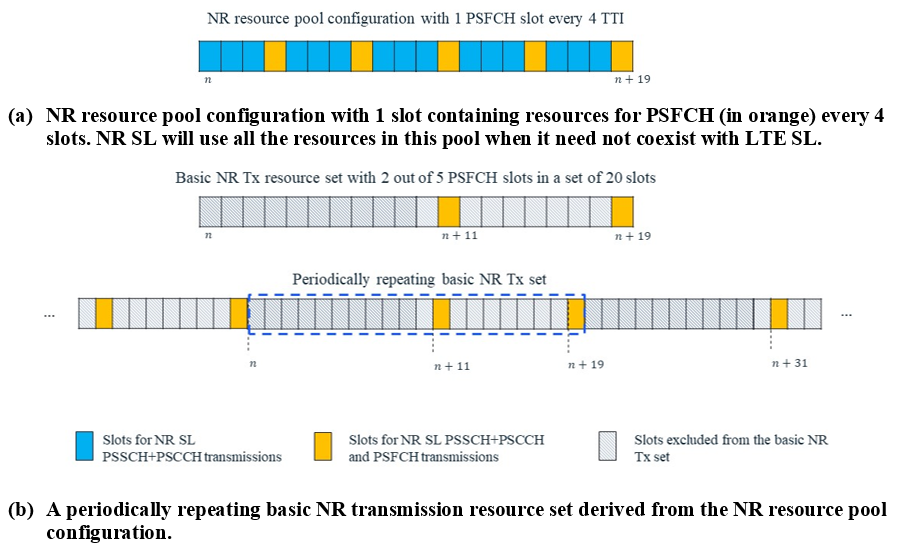 NR resource pool configuration with 1 PSFCH slot every 4 TTI
n
n + 19
(a) NR resource pool configuration with 1 slot containing resources for PSFCH (in orange) every 4
slots. NR SL will use all the resources in this pool when it need not coexist with LTE SL.
Basic NR Tx resource set with 2 out of 5 PSFCH slots in a set of 20 slots
n
n + 11
n + 19
Periodically repeating basic NR Tx set
...
...
n
n + 11
n + 19
n + 31
Slots for NR SL
PSSCH+PSCCH transmissions
Slots for NR SL PSSCH+PSCCH
and PSFCH transmissions
Slots excluded from the basic NR
Tx set
(b) A periodically repeating basic NR transmission resource set derived from the NR resource pool
configuration.